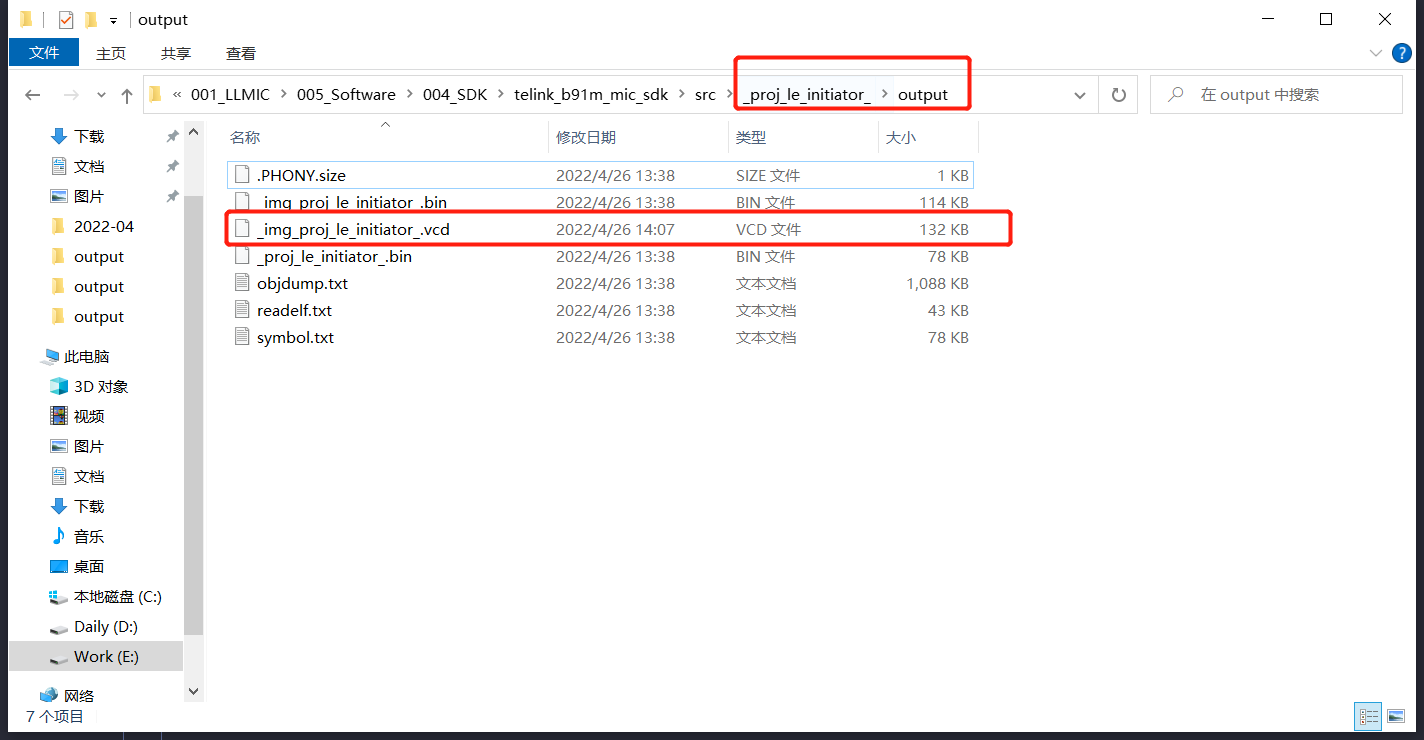 output
文件 主页 共享 查看
« 001_LLMIC 005_Software 004_SDK telink_b91m_mic_sdk src _proj_le_initiator_ output 在 output 中搜索
下载
文档
图片
2022-04
output
output
output
此电脑
3D 对象
视频
图片
文档
下载
音乐
桌面
本地磁盘 (C:)
Daily (D:)
Work (E:)
网络
名称 修改日期 类型 大小
.PHONY.size 2022/4/26 13:38 SIZE 文件 1 KB
_img_proj_le_initiator_.bin 2022/4/26 13:38 BIN 文件 114 KB
_img_proj_le_initiator_.vcd 2022/4/26 14:07 VCD 文件 132 KB
_proj_le_initiator_.bin 2022/4/26 13:38 BIN 文件 78 KB
objdump.txt 2022/4/26 13:38 文本文档 1,088 KB
readelf.txt 2022/4/26 13:38 文本文档 43 KB
symbol.txt 2022/4/26 13:38 文本文档 78 KB
7 个项目